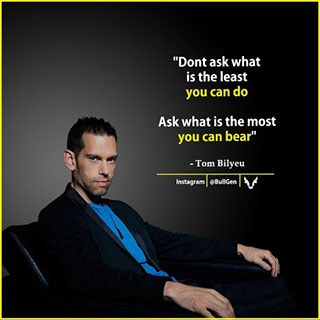 "Dont ask what
is the least
you can do
Ask what is the most
you can bear"
- Tom Bilyeu
Instagram | @BullGen |